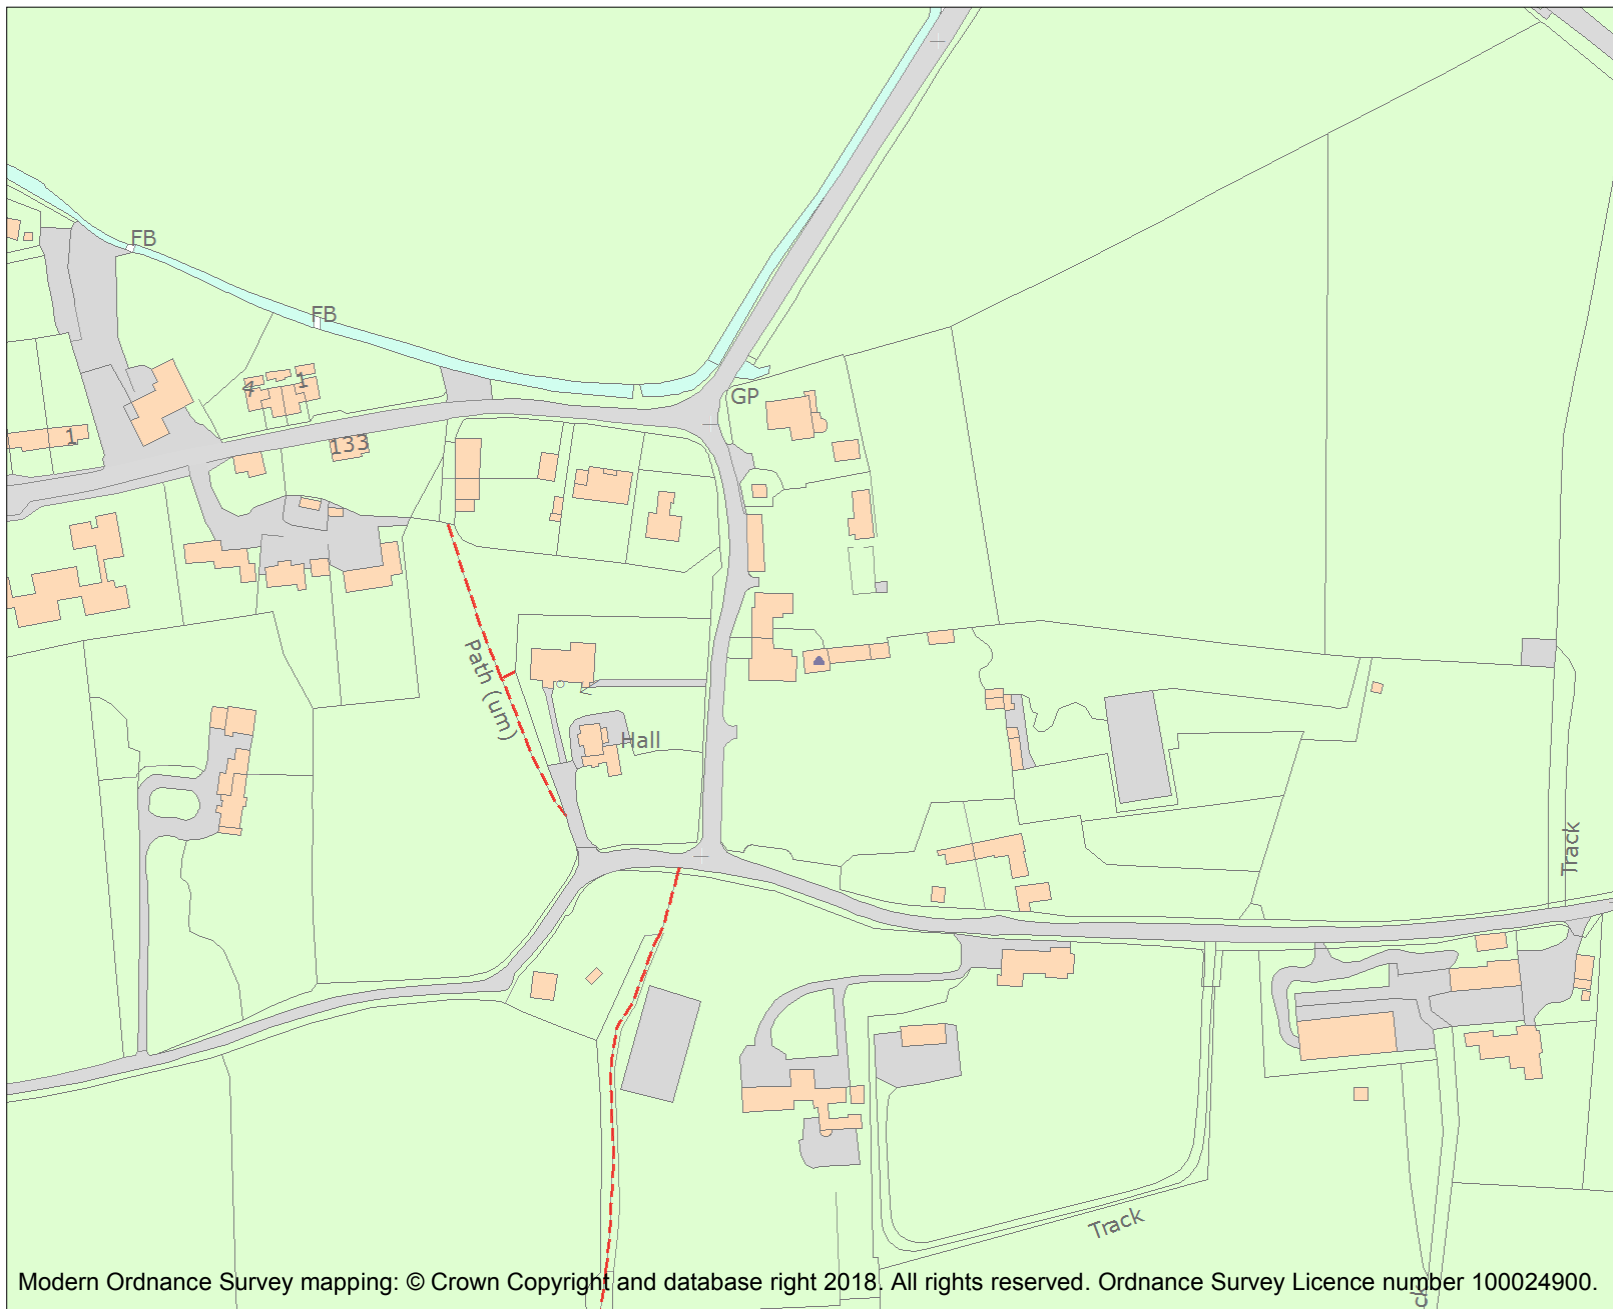 FB
FB
GP
4
1
1
133
Path (um)
Hall
Track
Track
Modern Ordnance Survey mapping: © Crown Copyright and database right 2018. All rights reserved. Ordnance Survey Licence number 100024900.